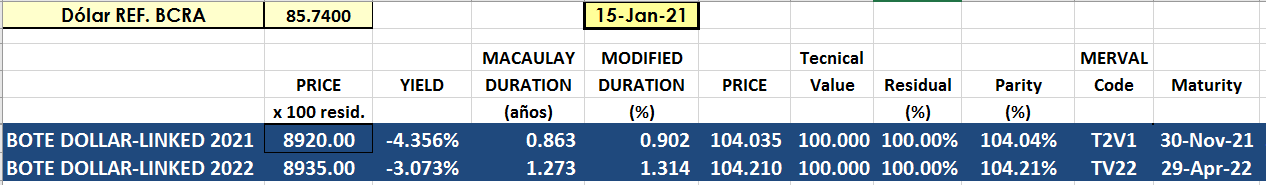 Dólar REF. BCRA 85.7400 15-Jan-21
MACAULAY MODIFIED Tecnical MERVAL
PRICE YIELD DURATION DURATION PRICE Value Residual Parity Code Maturity
x 100 resid. (años) (%) (%) (%)
BOTE DOLLAR-LINKED 2021 8920.00 -4.356% 0.863 0.902 104.035 100.000 100.00% 104.04% T2V1 30-Nov-21
BOTE DOLLAR-LINKED 2022 8935.00 -3.073% 1.273 1.314 104.210 100.000 100.00% 104.21% TV22 29-Apr-22